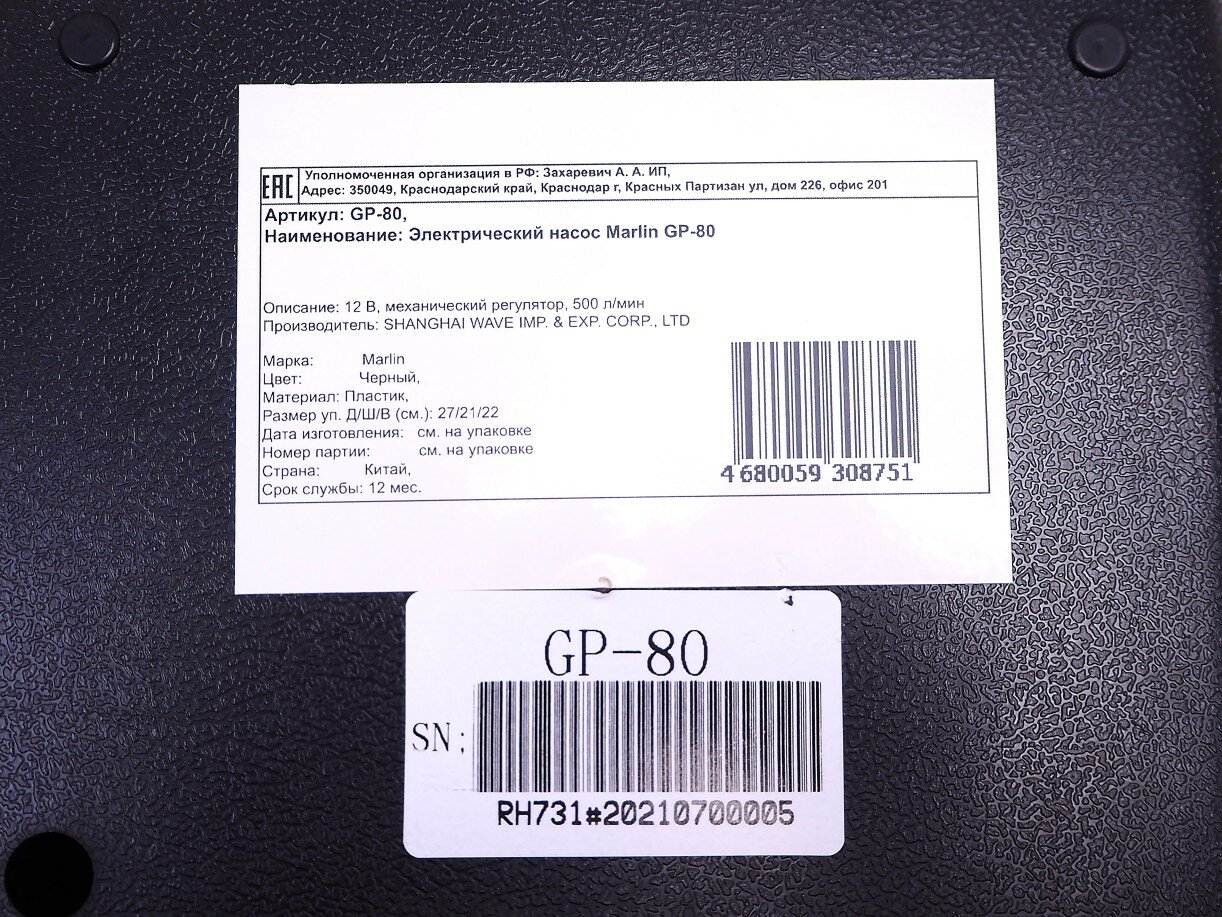 EAC
Уполномоченная организация в РФ: Захаревич А. А. ИП,
Адрес: 350049, Краснодарский край, Краснодар г, Красных Партизан ул, дом 226, офис 201
Артикул: GP-80,
Наименование: Электрический насос Marlin GP-80
Описание: 12 В, механический регулятор, 500 л/мин
Производитель: SHANGHAI WAVE IMP. & EXP. CORP., LTD
Марка: Marlin
Цвет: Черный,
Материал: Пластик,
Размер уп. Д/Ш/В (см.): 27/21/22
Дата изготовления: см. на упаковке
Номер партии: см. на упаковке
Страна: Китай,
Срок службы: 12 мес.
4 680059 308751
GP-80
SN;
RH731#20210700005